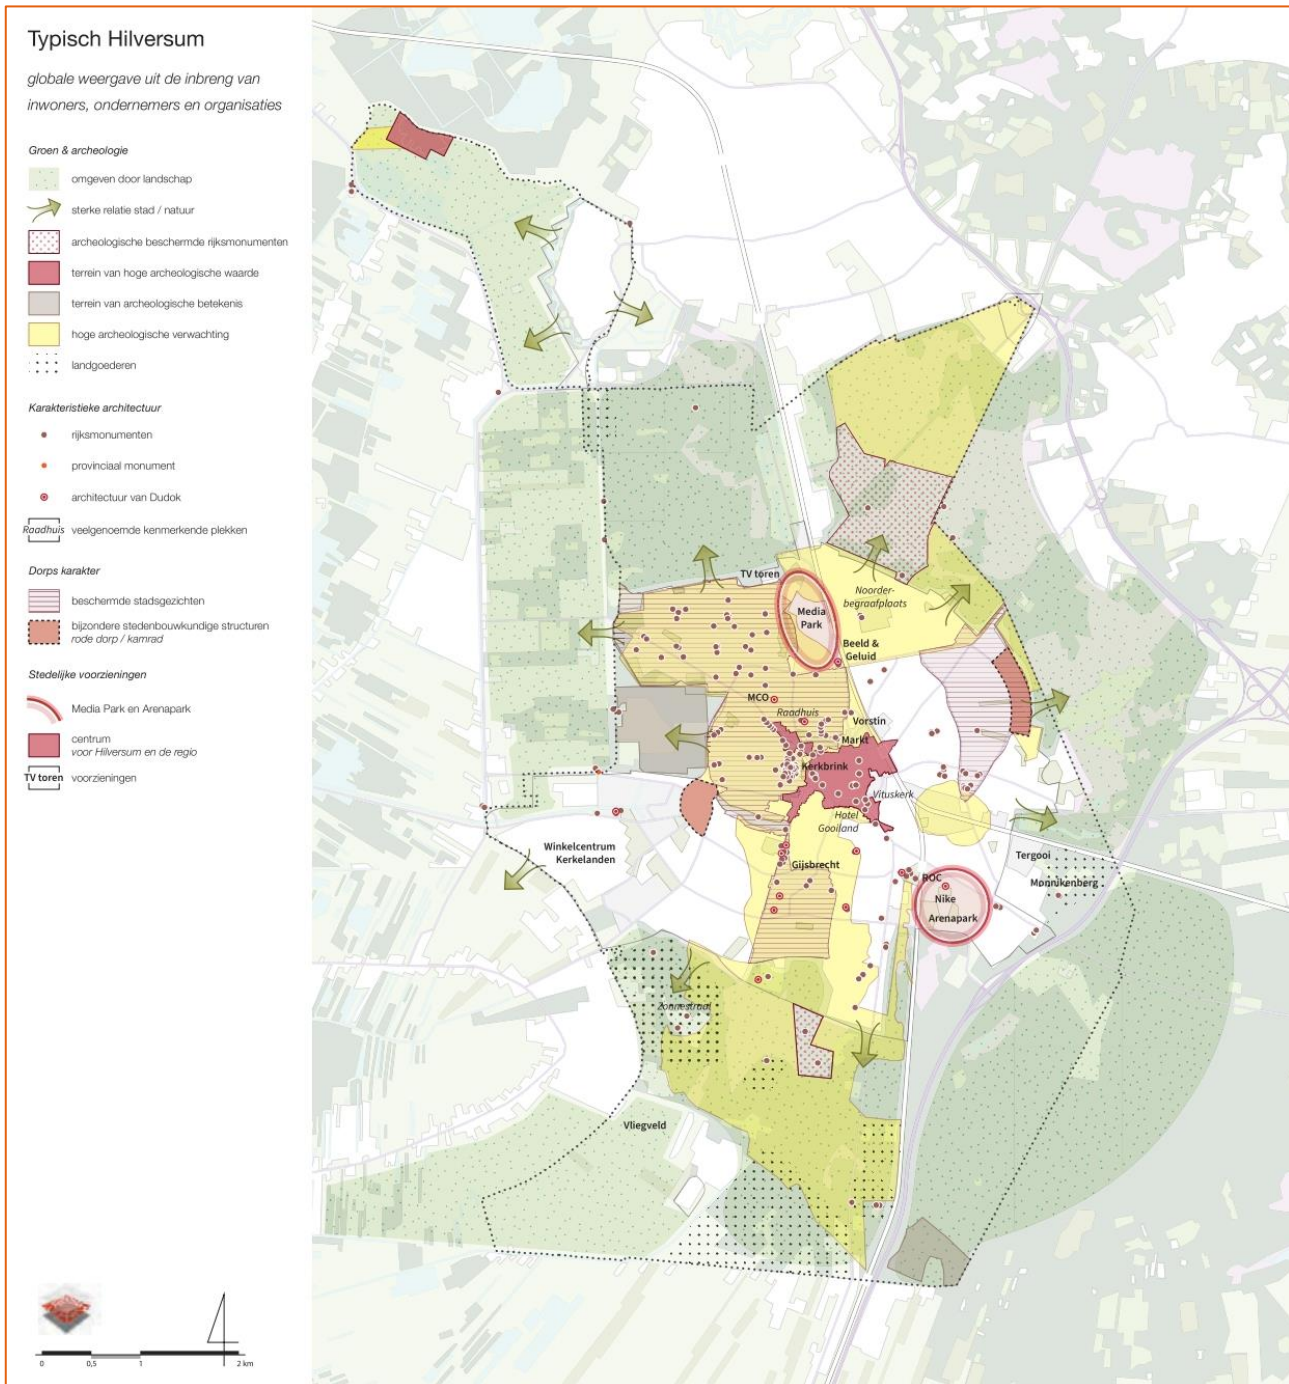 Typisch Hilversum
globale weergave uit de inbreng van
inwoners, ondernemers en organisaties
Groen & archeologie
omgeven door landschap
sterke relatie stad / natuur
archeologische beschermde rijksmonumenten
terrein van hoge archeologische waarde
terrein van archeologische betekenis
hoge archeologische verwachting
landgoederen
Karakteristieke architectuur
rijksmonumenten
provinciaal monument
architectuur van Dudok
Raadhuis veelgenoemde kenmerkende plekken
Dorps karakter
beschermde stadsgezichten
bijzondere stedenbouwkundige structuren
rode dorp / kamrad
Stedelijke voorzieningen
Media Park en Arenapark
centrum
voor Hilversum en de regio
TV toren voorzieningen
0 0,5 1 2 km
TV toren
Media
Park
Noorder-
begraafplaats
Beeld &
Geluid
MCO
Raadhuis
Vorstin
Markt
Kerkbrink
Vituskerk
Hotel
Gooiland
Winkelcentrum
Kerkelanden
Gijsbrecht
Tergooi
ROC
Monnikenberg
Nike
Arenapark
Zonnestraal
Vliegveld